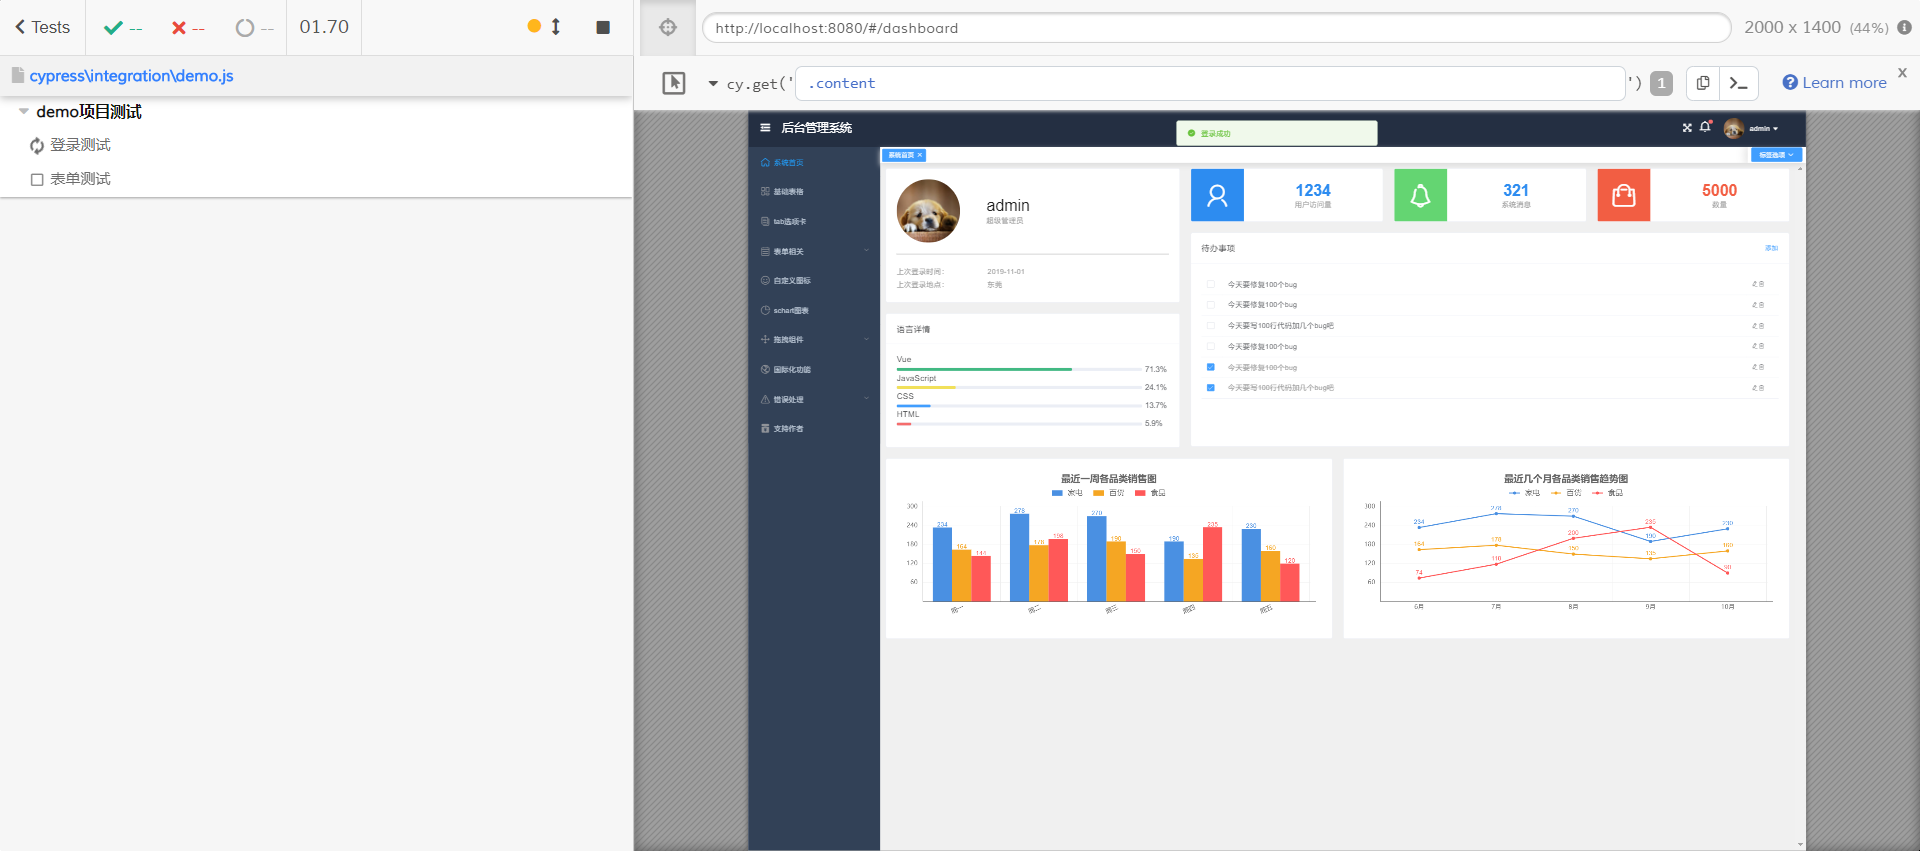 Tests -- -- -- 01.70
cypress\integration\demo.js
demo项目测试
登录测试
表单测试
http://localhost:8080/#/dashboard 2000 x 1400 (44%)
cy.get(' .content ') 1 Learn more x
后台管理系统 登录成功 admin
系统首页
基础表格
tab选项卡
表单相关
自定义图标
schart图表
拖拽组件
国际化功能
错误处理
支持作者
系统首页 标签选项
admin
超级管理员
上次登录时间： 2019-11-01
上次登录地点： 东莞
语言详情
Vue
71.3%
JavaScript
24.1%
CSS
13.7%
HTML
5.9%
1234
用户访问量
321
系统消息
5000
数量
待办事项 添加
今天要修复100个bug
今天要修复100个bug
今天要写100行代码加几个bug吧
今天要修复100个bug
今天要修复100个bug
今天要写100行代码加几个bug吧
最近一周各品类销售图
家电 百货 食品
300
240
180
120
60
234 164 144
278 178 198
270 190 150
190 135 235
230 160 120
周一 周二 周三 周四 周五
最近几个月各品类销售趋势图
家电 百货 食品
300
240
180
120
60
234 278 270 190 230
164 178 150 135 160
74 118 200 235 90
6月 7月 8月 9月 10月